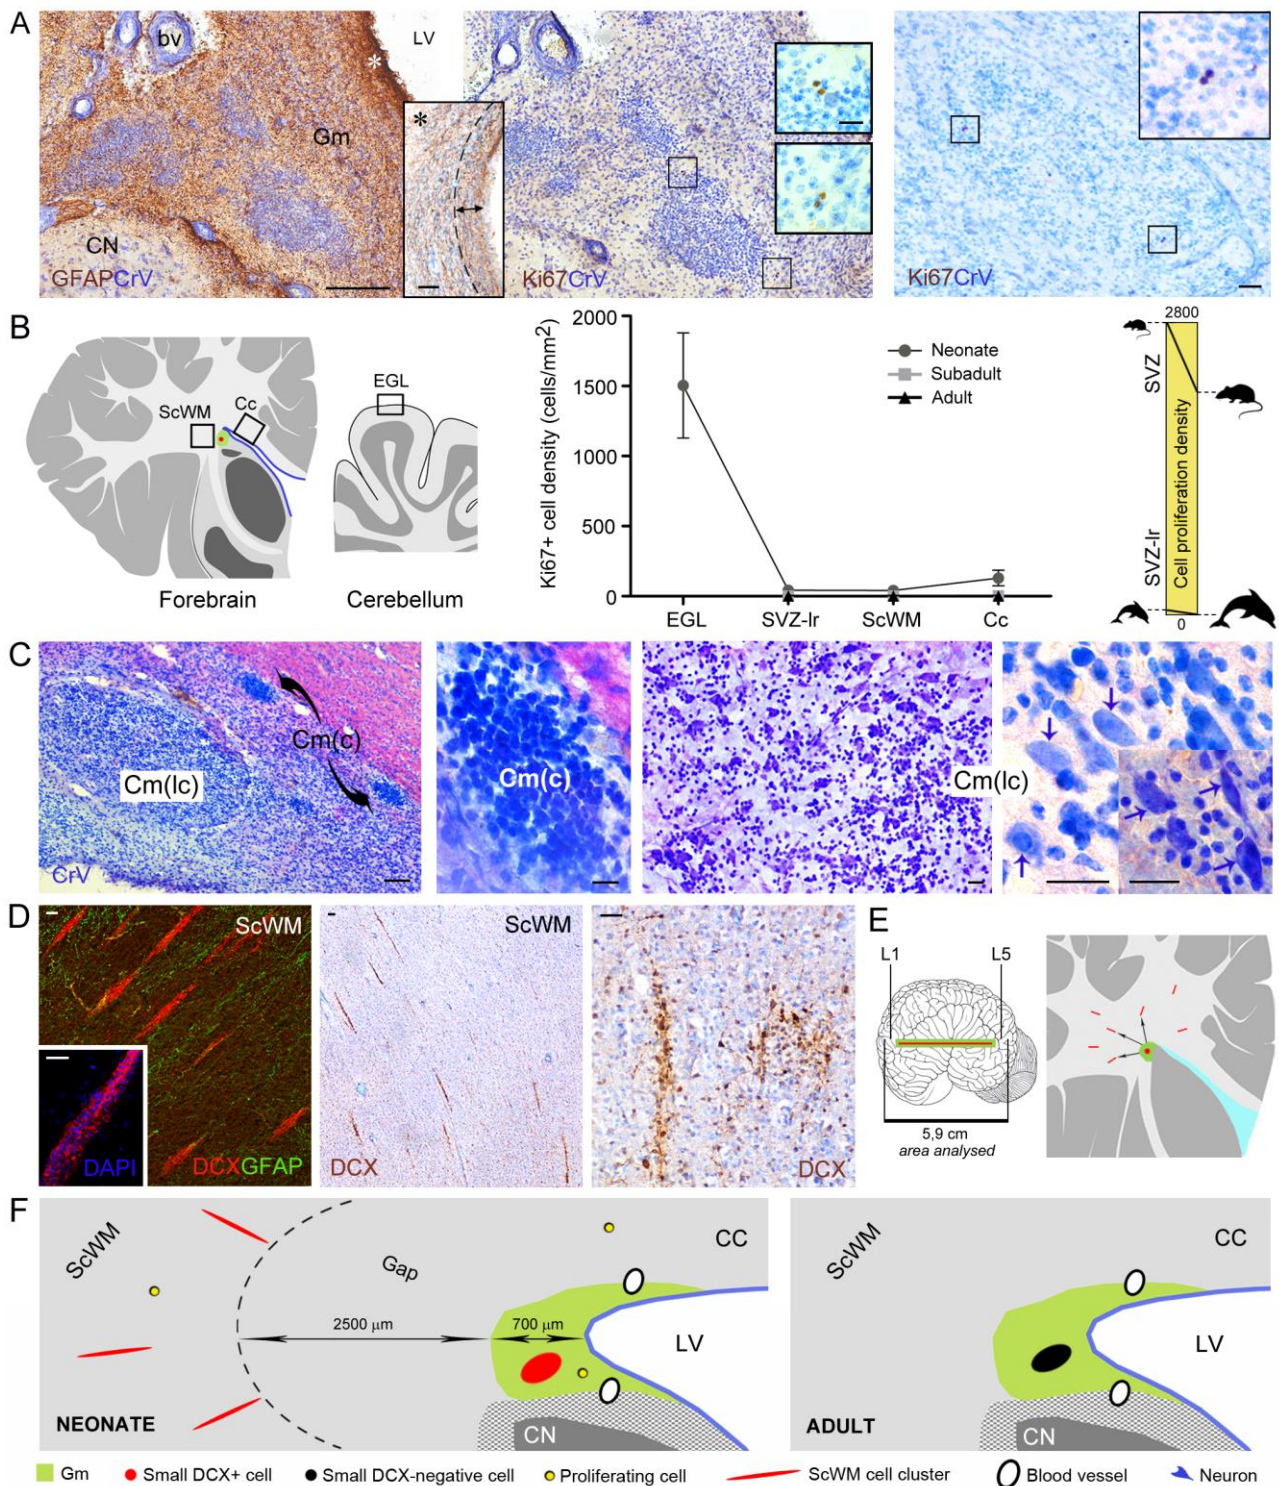 A
bv
LV
*
Gm
CN
GFAPCrV
*
Ki67CrV
Ki67CrV
B
EGL
ScWM
Cc
Forebrain
Cerebellum
Ki67+ cell density (cells/mm2)
2000
1500
1000
500
0
EGL
SVZ-lr
ScWM
Cc
Neonate
Subadult
Adult
2800
SVZ
SVZ-lr
Cell proliferation density
0
C
Cm(lc)
Cm(c)
CrV
Cm(c)
Cm(lc)
D
ScWM
DAPI
DCXGFAP
ScWM
DCX
DCX
E
L1
L5
5,9 cm
area analysed
F
ScWM
Gap
CC
2500 µm
700 µm
LV
CN
NEONATE
ScWM
CC
LV
CN
ADULT
Gm
Small DCX+ cell
Small DCX-negative cell
Proliferating cell
ScWM cell cluster
Blood vessel
Neuron